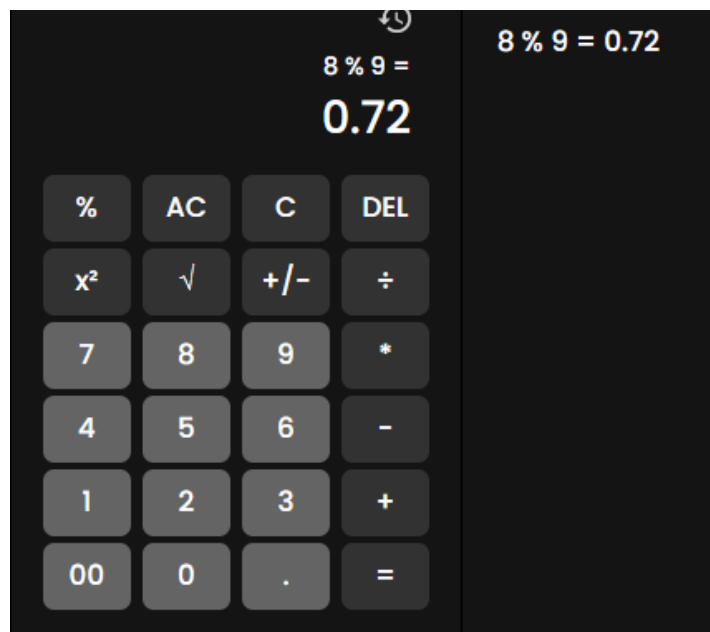 8 % 9 =
0.72
% AC C DEL
x² √ +/- ÷
7 8 9 *
4 5 6 -
1 2 3 +
00 0 . =
8 % 9 = 0.72